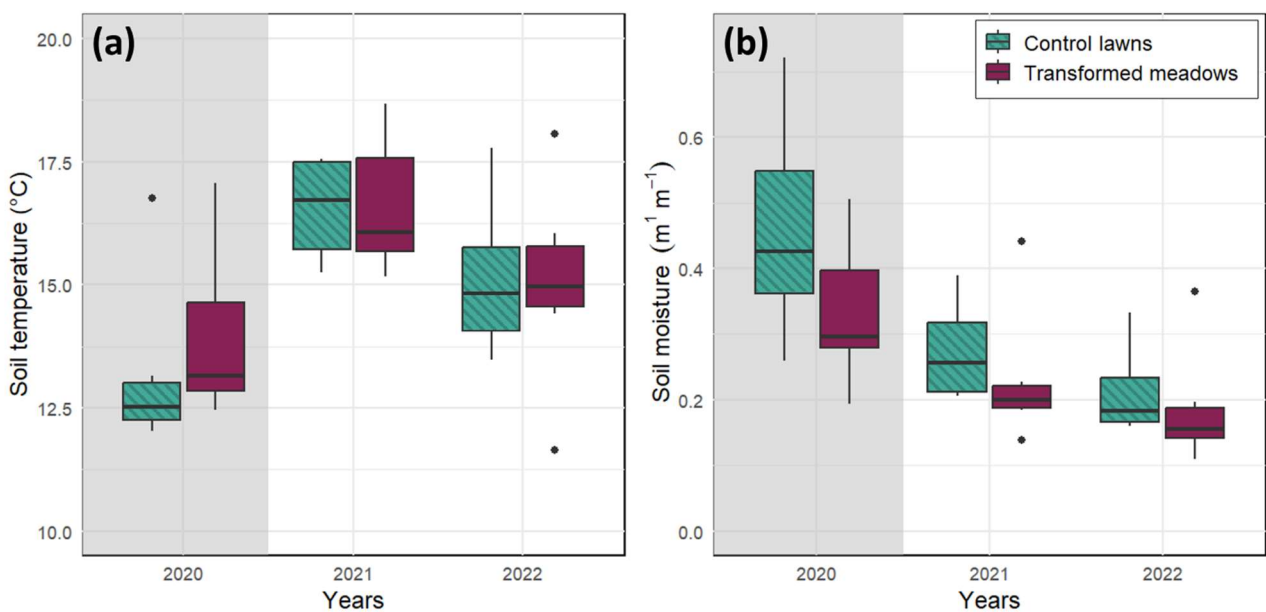 (a)
20.0
17.5
15.0
12.5
10.0
Soil temperature (°C)
2020 2021 2022
Years
(b)
Control lawns
Transformed meadows
0.6
0.4
0.2
0.0
Soil moisture (m¹ m⁻¹)
2020 2021 2022
Years